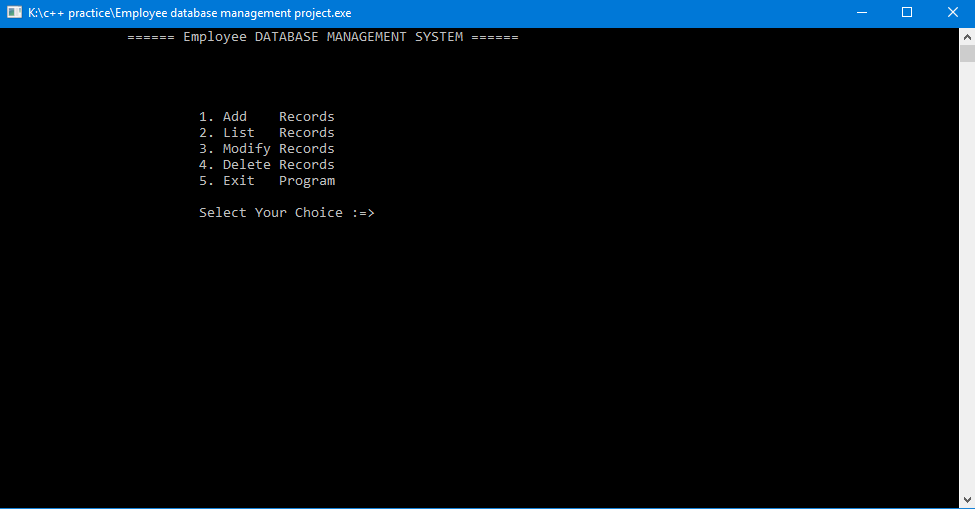 K:\c++ practice\Employee database management project.exe
====== Employee DATABASE MANAGEMENT SYSTEM ======
1. Add    Records
2. List   Records
3. Modify Records
4. Delete Records
5. Exit   Program
Select Your Choice :=>